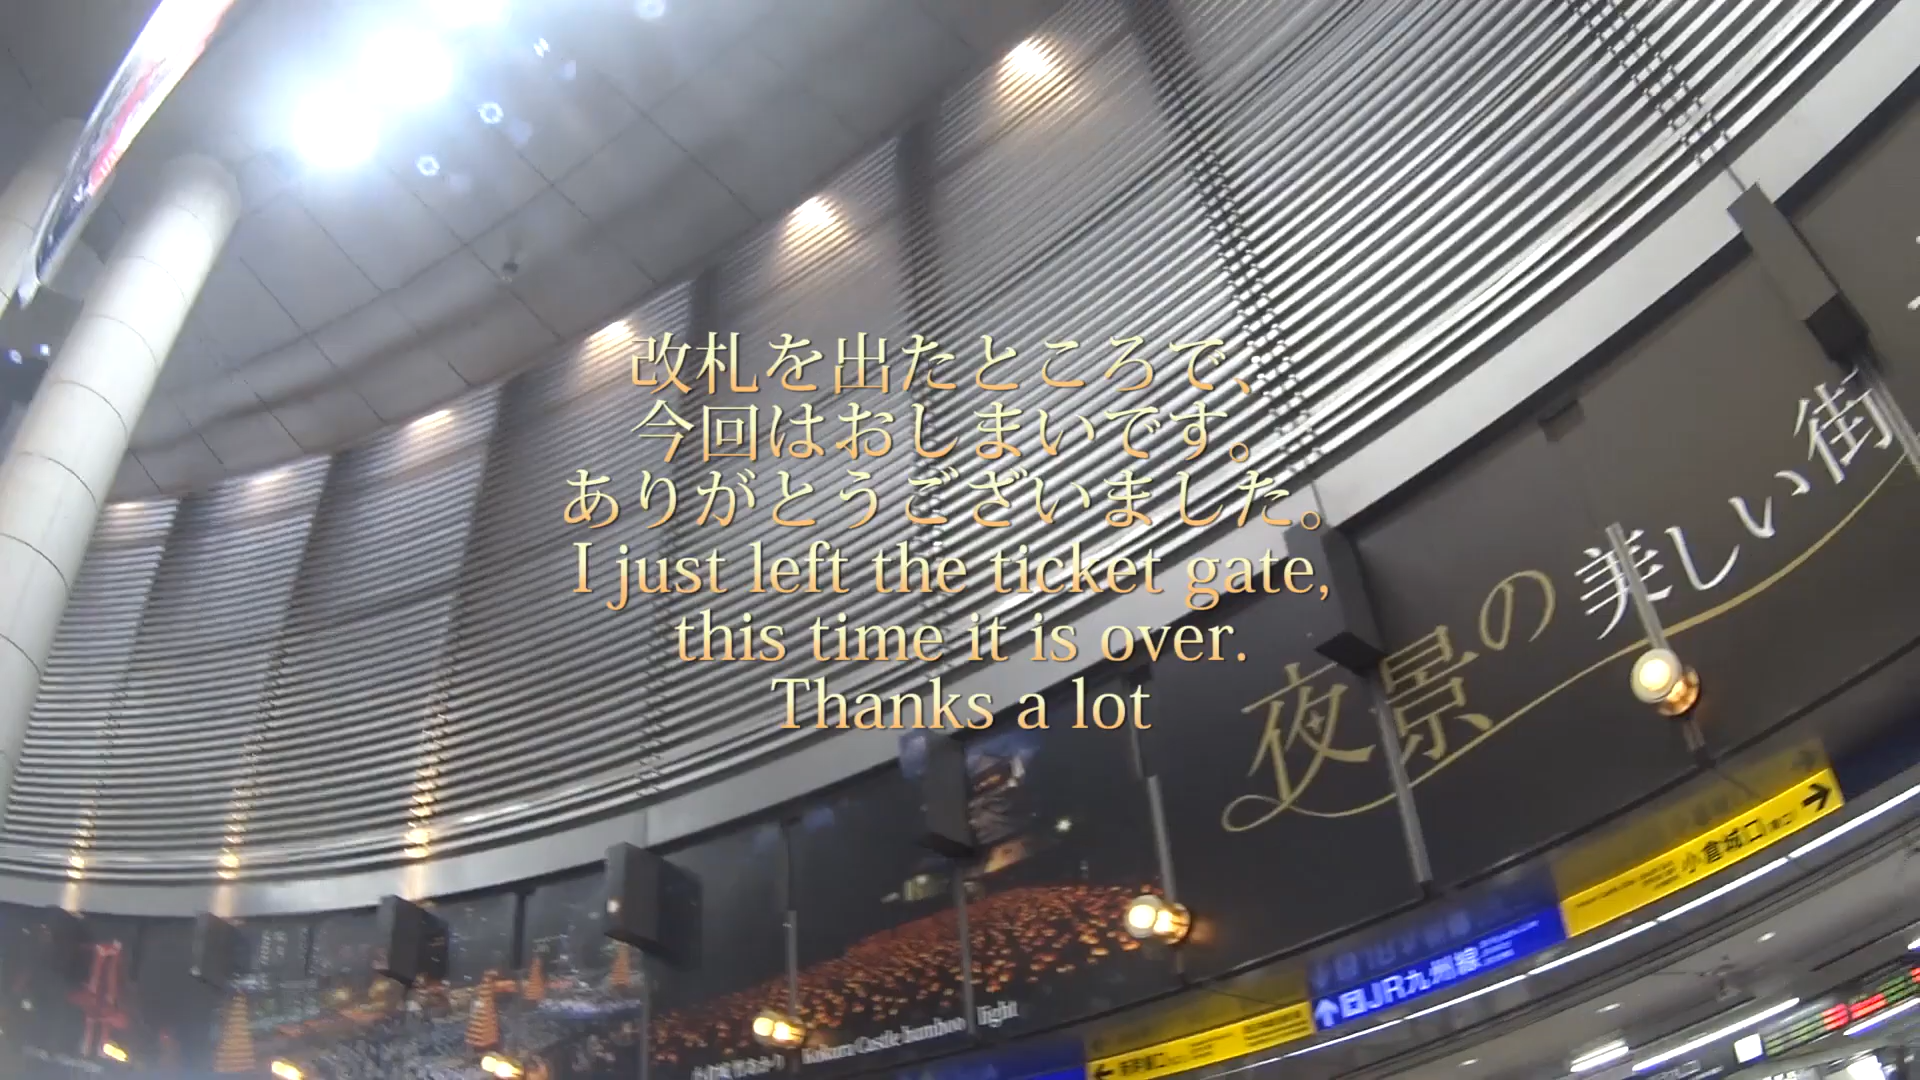 改札を出たところで、
今回はおしまいです。
ありがとうございました。
I just left the ticket gate,
this time it is over.
Thanks a lot
夜景の美しい街
小倉城口
JR九州線
Kokura Castle bamboo light